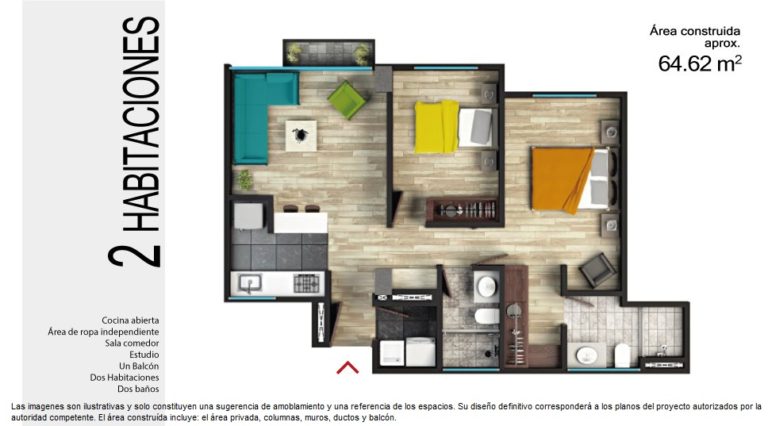 2 HABITACIONES
Cocina abierta
Área de ropa independiente
Sala comedor
Estudio
Un Balcón
Dos Habitaciones
Dos baños
Área construida
aprox.
64.62 m²
Las imagenes son ilustrativas y solo constituyen una sugerencia de amoblamiento y una referencia de los espacios. Su diseño definitivo corresponderá a los planos del proyecto autorizados por la
autoridad competente. El área construida incluye: el área privada, columnas, muros, ductos y balcón.